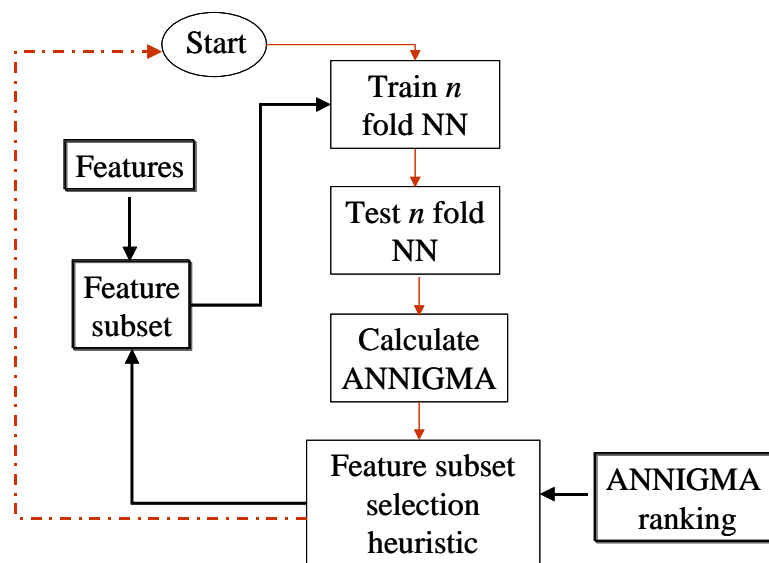 Start
Train n
fold NN
Features
Test n fold
NN
Feature
subset
Calculate
ANNIGMA
Feature subset
selection
heuristic
ANNIGMA
ranking